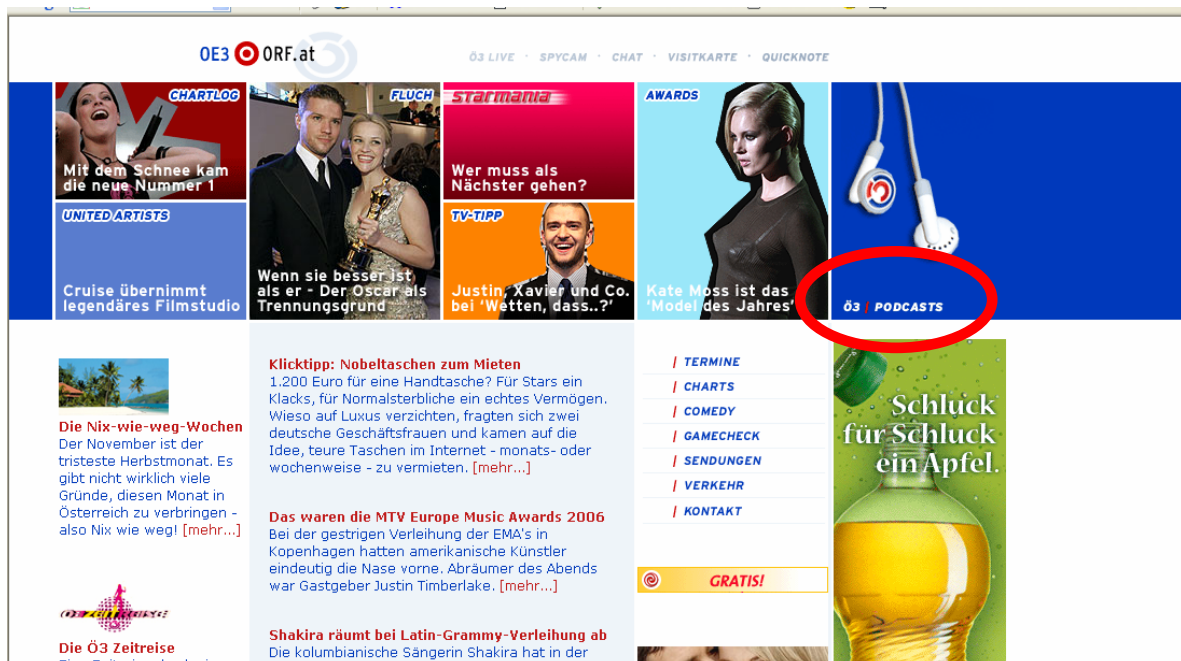 OE3 ORF.at
Ö3 LIVE · SPYCAM · CHAT · VISITKARTE · QUICKNOTE
CHARTLOG
Mit dem Schnee kam
die neue Nummer 1
UNITED ARTISTS
Cruise übernimmt
legendäres Filmstudio
FLUCH
Wenn sie besser ist
als er - Der Oscar als
Trennungsgrund
starmania
Wer muss als
Nächster gehen?
TV-TIPP
Justin, Xavier und Co.
bei ‘Wetten, dass..?’
AWARDS
Kate Moss ist das
‘Model des Jahres’
Ö3 / PODCASTS
Die Nix-wie-weg-Wochen
Der November ist der
tristeste Herbstmonat. Es
gibt nicht wirklich viele
Gründe, diesen Monat in
Österreich zu verbringen -
also Nix wie weg! [mehr...]
Die Ö3 Zeitreise
Klicktipp: Nobeltaschen zum Mieten
1.200 Euro für eine Handtasche? Für Stars ein
Klacks, für Normalsterbliche ein echtes Vermögen.
Wieso auf Luxus verzichten, fragten sich zwei
deutsche Geschäftsfrauen und kamen auf die
Idee, teure Taschen im Internet - monats- oder
wochenweise - zu vermieten. [mehr...]
Das waren die MTV Europe Music Awards 2006
Bei der gestrigen Verleihung der EMA's in
Kopenhagen hatten amerikanische Künstler
eindeutig die Nase vorne. Abräumer des Abends
war Gastgeber Justin Timberlake. [mehr...]
Shakira räumt bei Latin-Grammy-Verleihung ab
Die kolumbianische Sängerin Shakira hat in der
/ TERMINE
/ CHARTS
/ COMEDY
/ GAMECHECK
/ SENDUNGEN
/ VERKEHR
/ KONTAKT
GRATIS!
Schluck
für Schluck
ein Apfel.